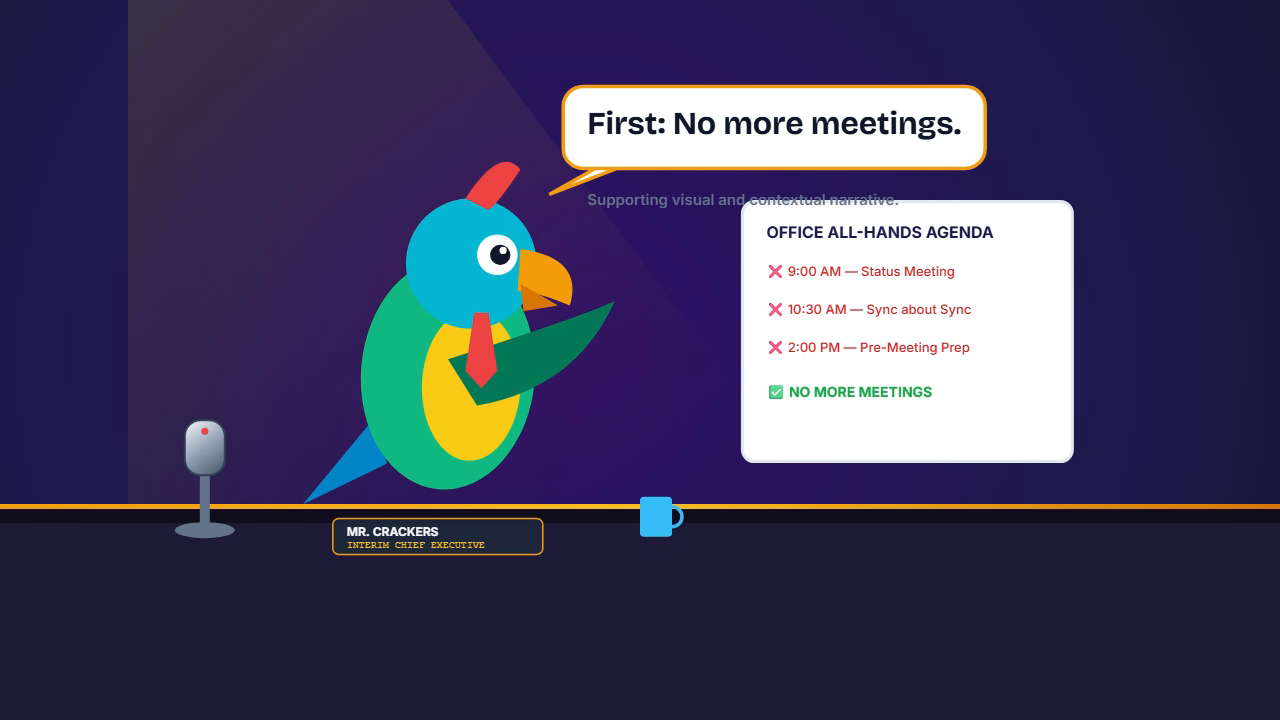 First: No more meetings.
Supporting visual and contextual narrative.
OFFICE ALL-HANDS AGENDA
❌ 9:00 AM — Status Meeting
❌ 10:30 AM — Sync about Sync
❌ 2:00 PM — Pre-Meeting Prep
✅ NO MORE MEETINGS
MR. CRACKERS
INTERIM CHIEF EXECUTIVE